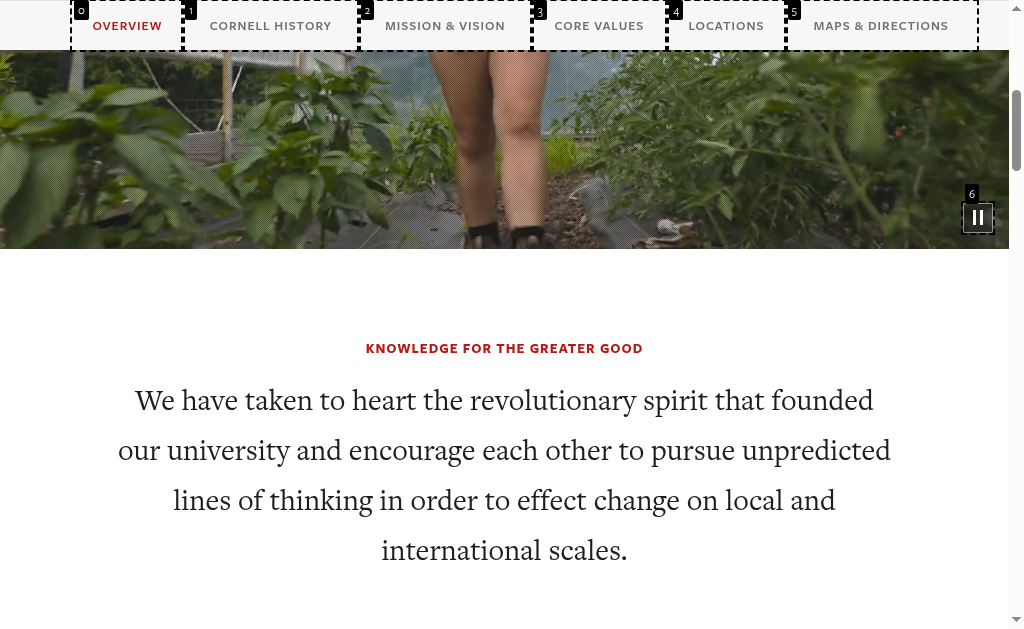 0 1 2 3 4 5
OVERVIEW CORNELL HISTORY MISSION & VISION CORE VALUES LOCATIONS MAPS & DIRECTIONS
6
KNOWLEDGE FOR THE GREATER GOOD
We have taken to heart the revolutionary spirit that founded
our university and encourage each other to pursue unpredicted
lines of thinking in order to effect change on local and
international scales.